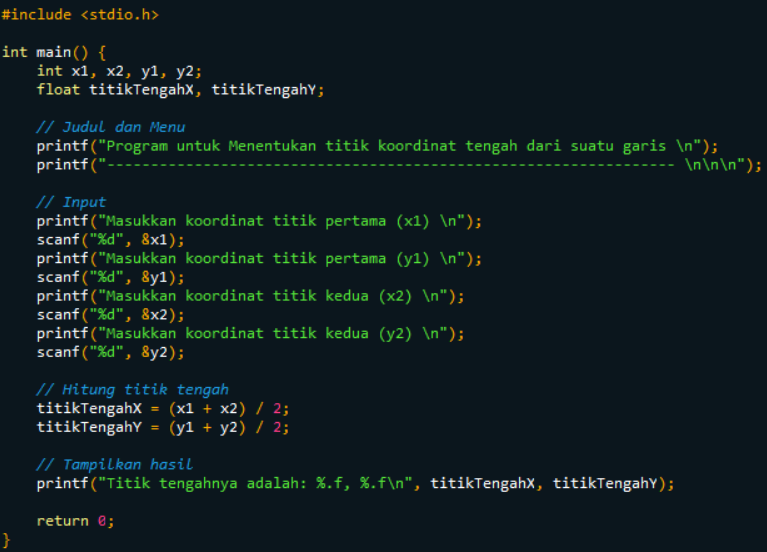 #include <stdio.h>
int main() {
int x1, x2, y1, y2;
float titikTengahX, titikTengahY;
// Judul dan Menu
printf("Program untuk Menentukan titik koordinat tengah dari suatu garis \n");
printf("----------------------------------------------------------------- \n\n\n");
// Input
printf("Masukkan koordinat titik pertama (x1) \n");
scanf("%d", &x1);
printf("Masukkan koordinat titik pertama (y1) \n");
scanf("%d", &y1);
printf("Masukkan koordinat titik kedua (x2) \n");
scanf("%d", &x2);
printf("Masukkan koordinat titik kedua (y2) \n");
scanf("%d", &y2);
// Hitung titik tengah
titikTengahX = (x1 + x2) / 2;
titikTengahY = (y1 + y2) / 2;
// Tampilkan hasil
printf("Titik tengahnya adalah: %.f, %.f\n", titikTengahX, titikTengahY);
return 0;
}